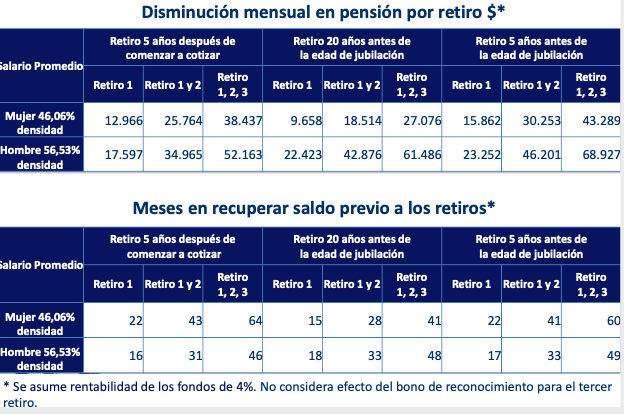 Disminución mensual en pensión por retiro $*
Salario Promedio
Retiro 5 años después de comenzar a cotizar
Retiro 20 años antes de la edad de jubilación
Retiro 5 años antes de la edad de jubilación
Retiro 1 Retiro 1 y 2 Retiro 1, 2, 3 Retiro 1 Retiro 1 y 2 Retiro 1, 2, 3 Retiro 1 Retiro 1 y 2 Retiro 1, 2, 3
Mujer 46,06% densidad 12.966 25.764 38.437 9.658 18.514 27.076 15.862 30.253 43.289
Hombre 56,53% densidad 17.597 34.965 52.163 22.423 42.876 61.486 23.252 46.201 68.927
Meses en recuperar saldo previo a los retiros*
Salario Promedio
Retiro 5 años después de comenzar a cotizar
Retiro 20 años antes de la edad de jubilación
Retiro 5 años antes de la edad de jubilación
Retiro 1 Retiro 1 y 2 Retiro 1, 2, 3 Retiro 1 Retiro 1 y 2 Retiro 1, 2, 3 Retiro 1 Retiro 1 y 2 Retiro 1, 2, 3
Mujer 46,06% densidad 22 43 64 15 28 41 22 41 60
Hombre 56,53% densidad 16 31 46 18 33 48 17 33 49
* Se asume rentabilidad de los fondos de 4%. No considera efecto del bono de reconocimiento para el tercer
retiro.